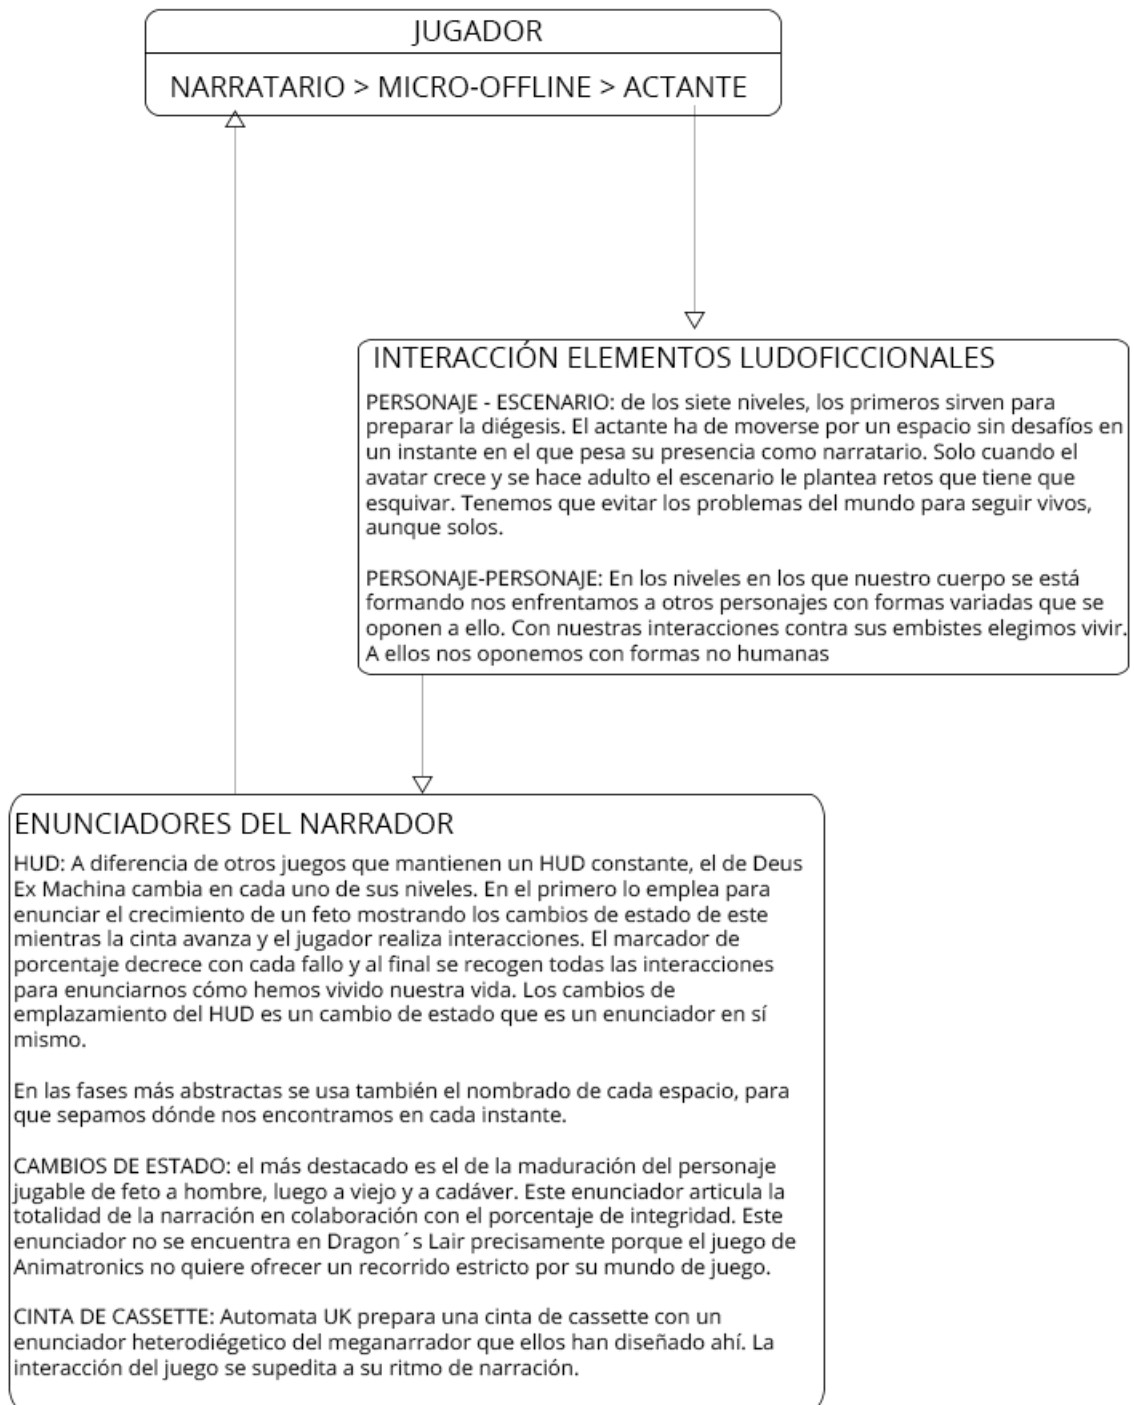 JUGADOR
NARRATARIO > MICRO-OFFLINE > ACTANTE
INTERACCIÓN ELEMENTOS LUDOFICCIONALES
PERSONAJE - ESCENARIO: de los siete niveles, los primeros sirven para
preparar la diégesis. El actante ha de moverse por un espacio sin desafíos en
un instante en el que pesa su presencia como narratario. Solo cuando el
avatar crece y se hace adulto el escenario le plantea retos que tiene que
esquivar. Tenemos que evitar los problemas del mundo para seguir vivos,
aunque solos.
PERSONAJE-PERSONAJE: En los niveles en los que nuestro cuerpo se está
formando nos enfrentamos a otros personajes con formas variadas que se
oponen a ello. Con nuestras interacciones contra sus embistes elegimos vivir.
A ellos nos oponemos con formas no humanas
ENUNCIADORES DEL NARRADOR
HUD: A diferencia de otros juegos que mantienen un HUD constante, el de Deus
Ex Machina cambia en cada uno de sus niveles. En el primero lo emplea para
enunciar el crecimiento de un feto mostrando los cambios de estado de este
mientras la cinta avanza y el jugador realiza interacciones. El marcador de
porcentaje decrece con cada fallo y al final se recogen todas las interacciones
para enunciarnos cómo hemos vivido nuestra vida. Los cambios de
emplazamiento del HUD es un cambio de estado que es un enunciador en sí
mismo.
En las fases más abstractas se usa también el nombrado de cada espacio, para
que sepamos dónde nos encontramos en cada instante.
CAMBIOS DE ESTADO: el más destacado es el de la maduración del personaje
jugable de feto a hombre, luego a viejo y a cadáver. Este enunciador articula la
totalidad de la narración en colaboración con el porcentaje de integridad. Este
enunciador no se encuentra en Dragon´s Lair precisamente porque el juego de
Animatronics no quiere ofrecer un recorrido estricto por su mundo de juego.
CINTA DE CASSETTE: Automata UK prepara una cinta de cassette con un
enunciador heterodiégetico del meganarrador que ellos han diseñado ahí. La
interacción del juego se supedita a su ritmo de narración.